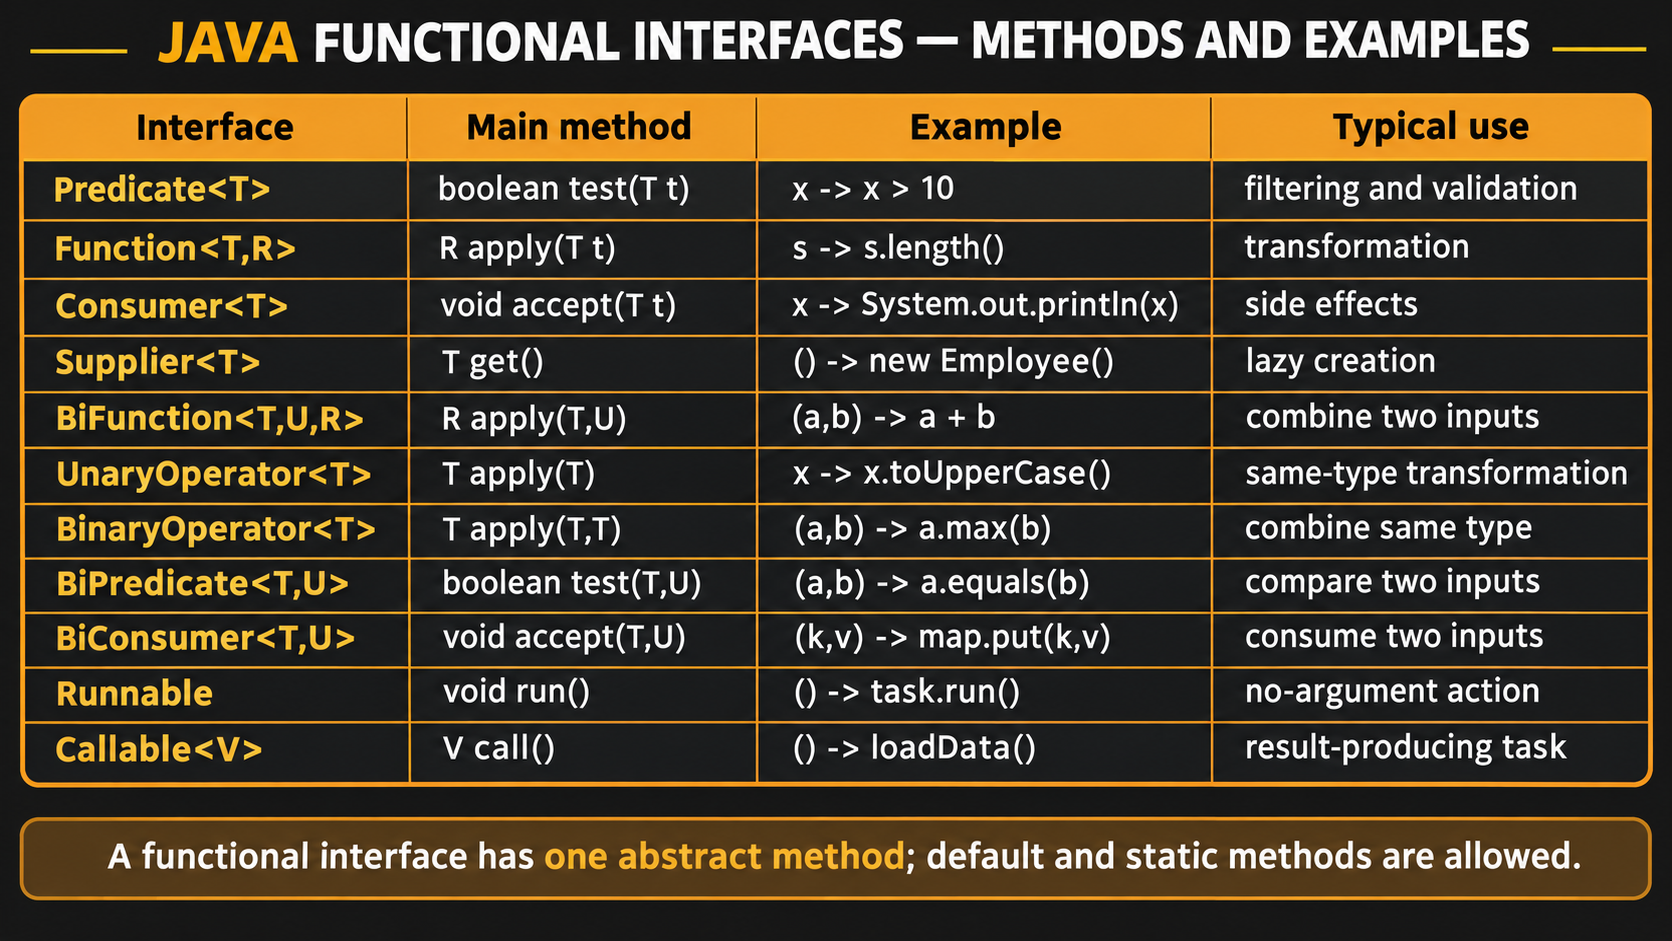 JAVA FUNCTIONAL INTERFACES — METHODS AND EXAMPLES
Interface Main method Example Typical use
Predicate<T> boolean test(T t) x -> x > 10 filtering and validation
Function<T,R> R apply(T t) s -> s.length() transformation
Consumer<T> void accept(T t) x -> System.out.println(x) side effects
Supplier<T> T get() () -> new Employee() lazy creation
BiFunction<T,U,R> R apply(T,U) (a,b) -> a + b combine two inputs
UnaryOperator<T> T apply(T) x -> x.toUpperCase() same-type transformation
BinaryOperator<T> T apply(T,T) (a,b) -> a.max(b) combine same type
BiPredicate<T,U> boolean test(T,U) (a,b) -> a.equals(b) compare two inputs
BiConsumer<T,U> void accept(T,U) (k,v) -> map.put(k,v) consume two inputs
Runnable void run() () -> task.run() no-argument action
Callable<V> V call() () -> loadData() result-producing task
A functional interface has one abstract method; default and static methods are allowed.